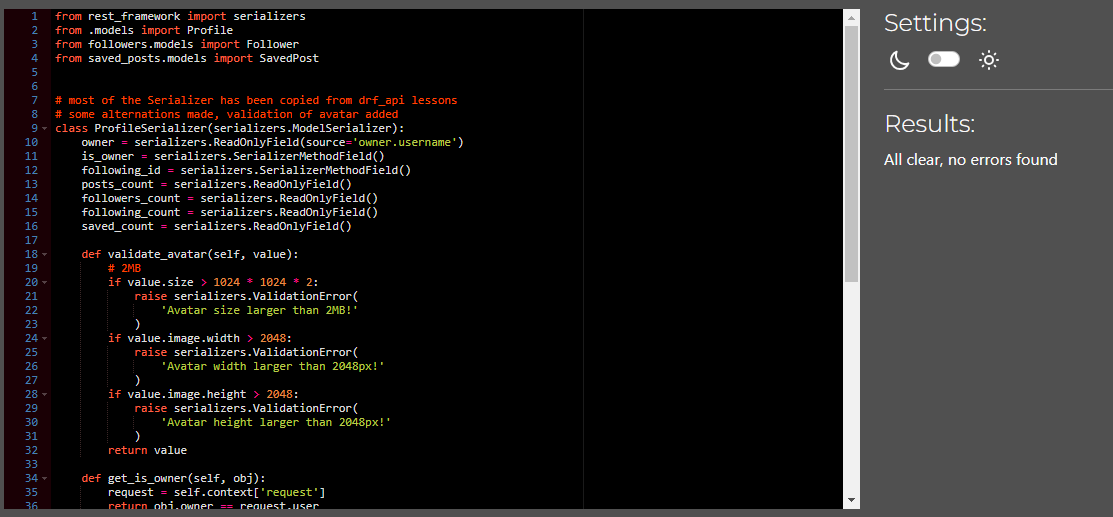 1 from rest_framework import serializers
2 from .models import Profile
3 from followers.models import Follower
4 from saved_posts.models import SavedPost
5
6
7 # most of the Serializer has been copied from drf_api lessons
8 # some alternations made, validation of avatar added
9 class ProfileSerializer(serializers.ModelSerializer):
10     owner = serializers.ReadOnlyField(source='owner.username')
11     is_owner = serializers.SerializerMethodField()
12     following_id = serializers.SerializerMethodField()
13     posts_count = serializers.ReadOnlyField()
14     followers_count = serializers.ReadOnlyField()
15     following_count = serializers.ReadOnlyField()
16     saved_count = serializers.ReadOnlyField()
17
18     def validate_avatar(self, value):
19         # 2MB
20         if value.size > 1024 * 1024 * 2:
21             raise serializers.ValidationError(
22                 'Avatar size larger than 2MB!'
23             )
24         if value.image.width > 2048:
25             raise serializers.ValidationError(
26                 'Avatar width larger than 2048px!'
27             )
28         if value.image.height > 2048:
29             raise serializers.ValidationError(
30                 'Avatar height larger than 2048px!'
31             )
32         return value
33
34     def get_is_owner(self, obj):
35         request = self.context['request']
36         return obj.owner == request.user
Settings:
Results:
All clear, no errors found